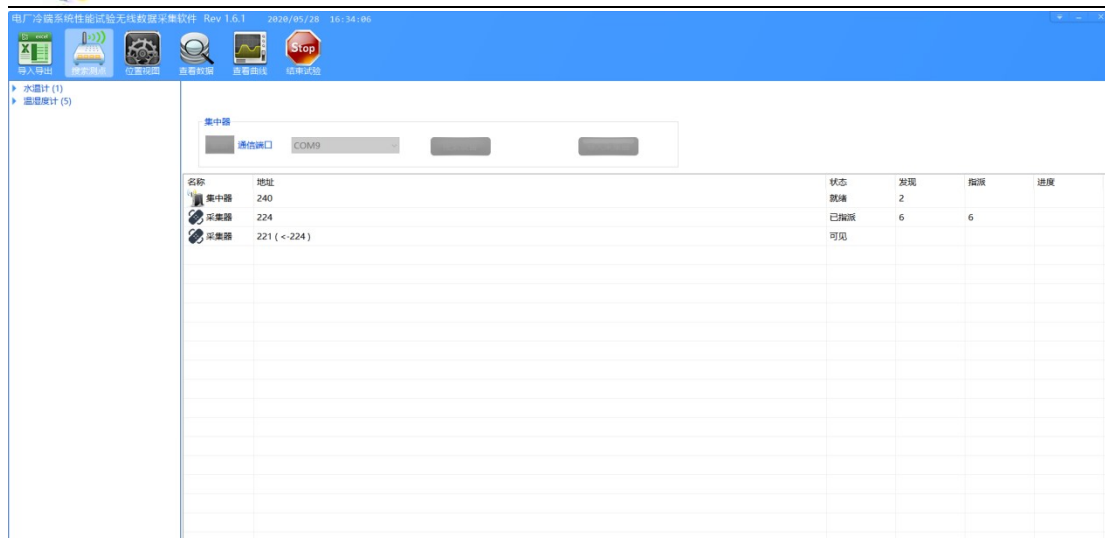 电厂冷端系统性能试验无线数据采集软件 Rev 1.6.1 2020/05/28 16:34:06
导入导出 搜索测点 位置视图 查看数据 查看曲线 结束试验
Stop
水温计 (1)
温湿度计 (5)
集中器
通信端口 COM9
名称 地址 状态 发现 指派 进度
集中器 240 就绪 2
采集器 224 已指派 6 6
采集器 221 ( <-224 ) 可见